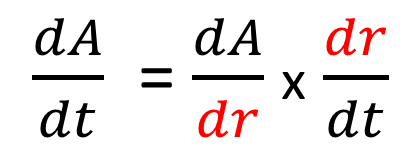 dA/dt = dA/dr x dr/dt